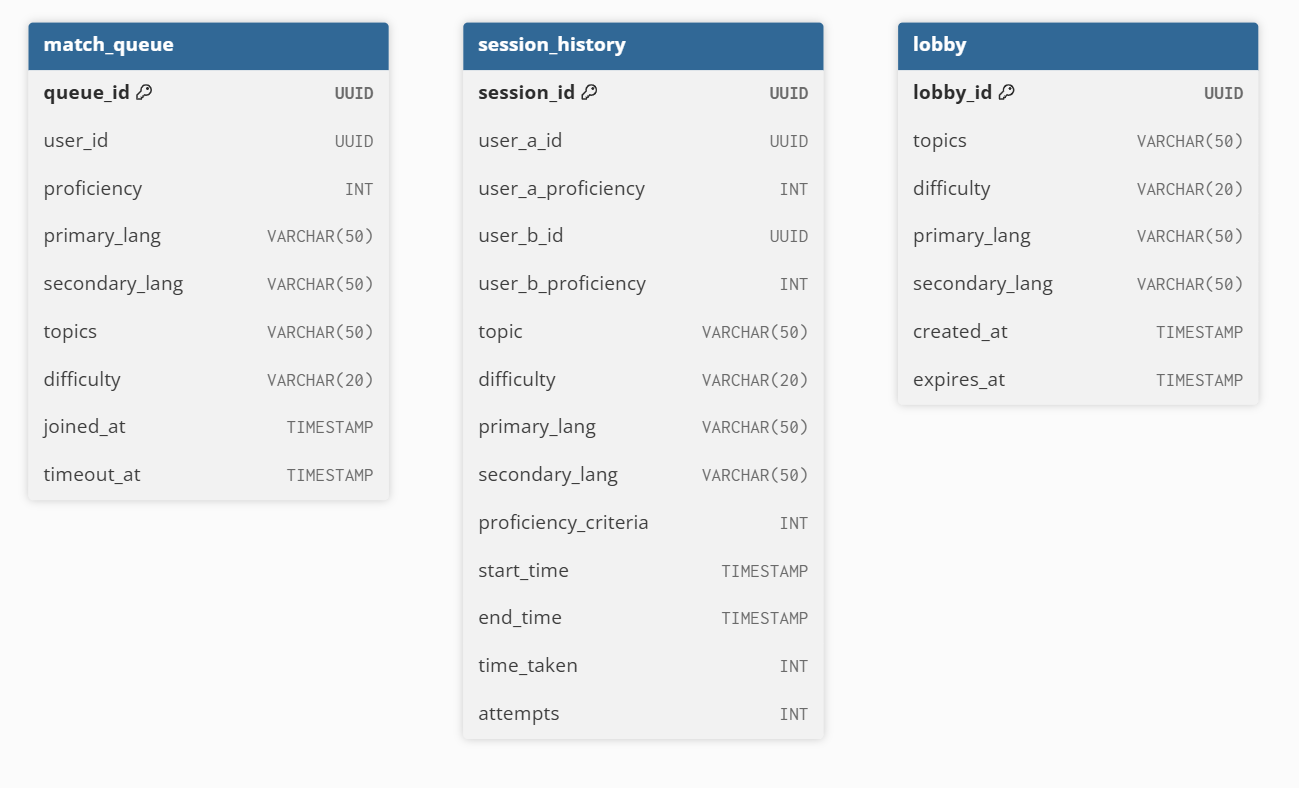 match_queue
queue_id UUID
user_id UUID
proficiency INT
primary_lang VARCHAR(50)
secondary_lang VARCHAR(50)
topics VARCHAR(50)
difficulty VARCHAR(20)
joined_at TIMESTAMP
timeout_at TIMESTAMP
session_history
session_id UUID
user_a_id UUID
user_a_proficiency INT
user_b_id UUID
user_b_proficiency INT
topic VARCHAR(50)
difficulty VARCHAR(20)
primary_lang VARCHAR(50)
secondary_lang VARCHAR(50)
proficiency_criteria INT
start_time TIMESTAMP
end_time TIMESTAMP
time_taken INT
attempts INT
lobby
lobby_id UUID
topics VARCHAR(50)
difficulty VARCHAR(20)
primary_lang VARCHAR(50)
secondary_lang VARCHAR(50)
created_at TIMESTAMP
expires_at TIMESTAMP